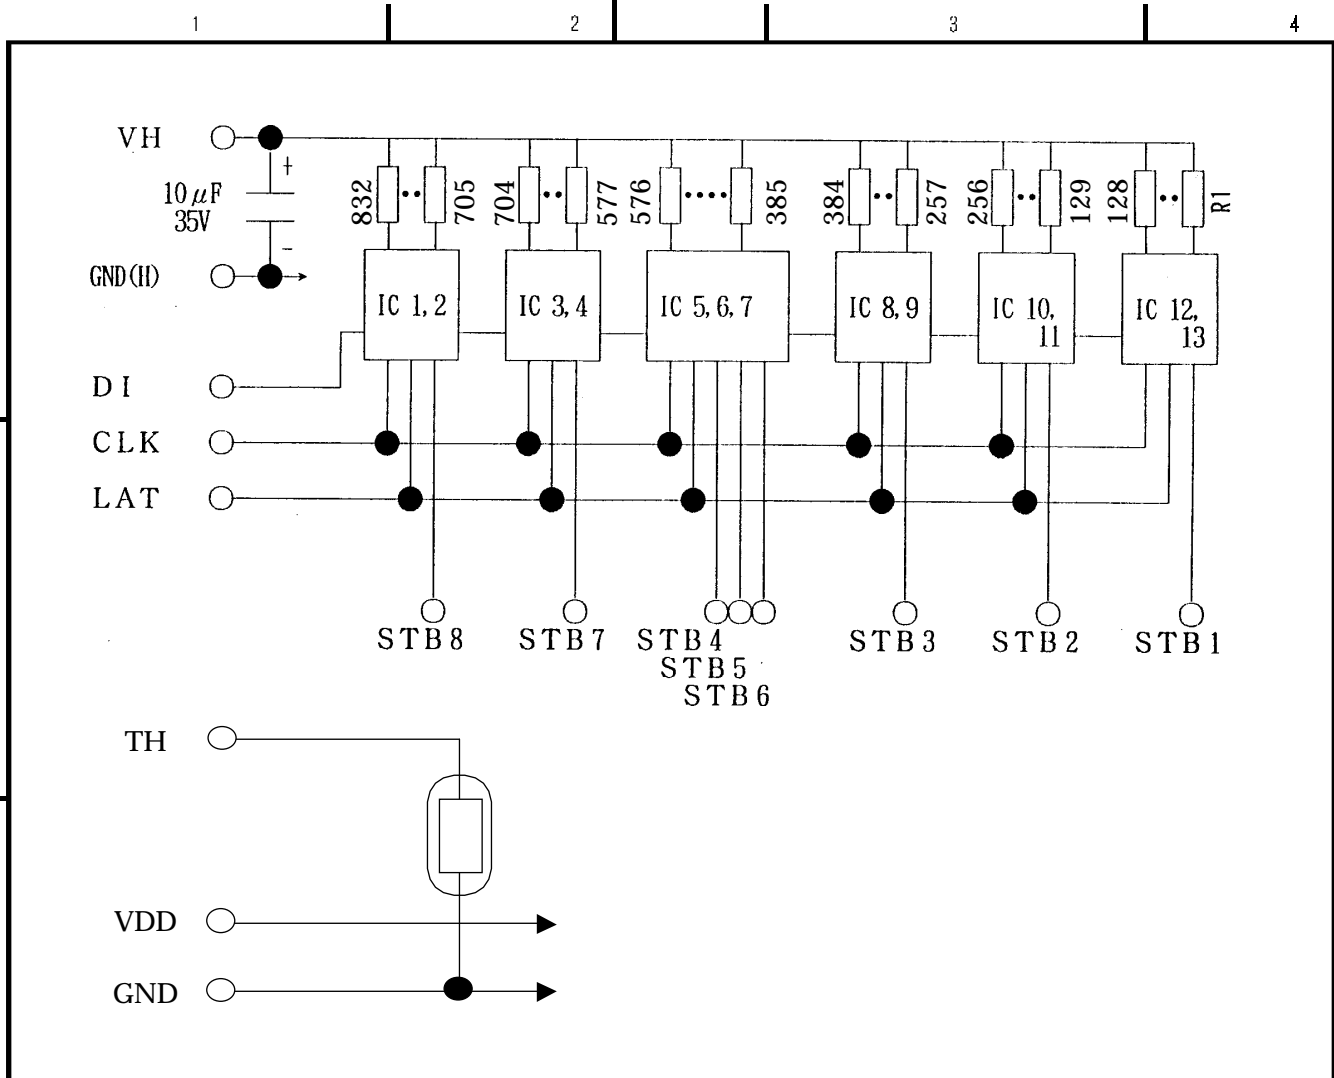 1 2 3 4
VH
+
10μF
35V
−
GND(H)
832 705 704 577 576 385 384 257 256 129 128 R1
IC 1,2 IC 3,4 IC 5,6,7 IC 8,9 IC 10, IC 12,
11 13
DI
CLK
LAT
STB8 STB7 STB4 STB3 STB2 STB1
STB5
STB6
TH
VDD
GND